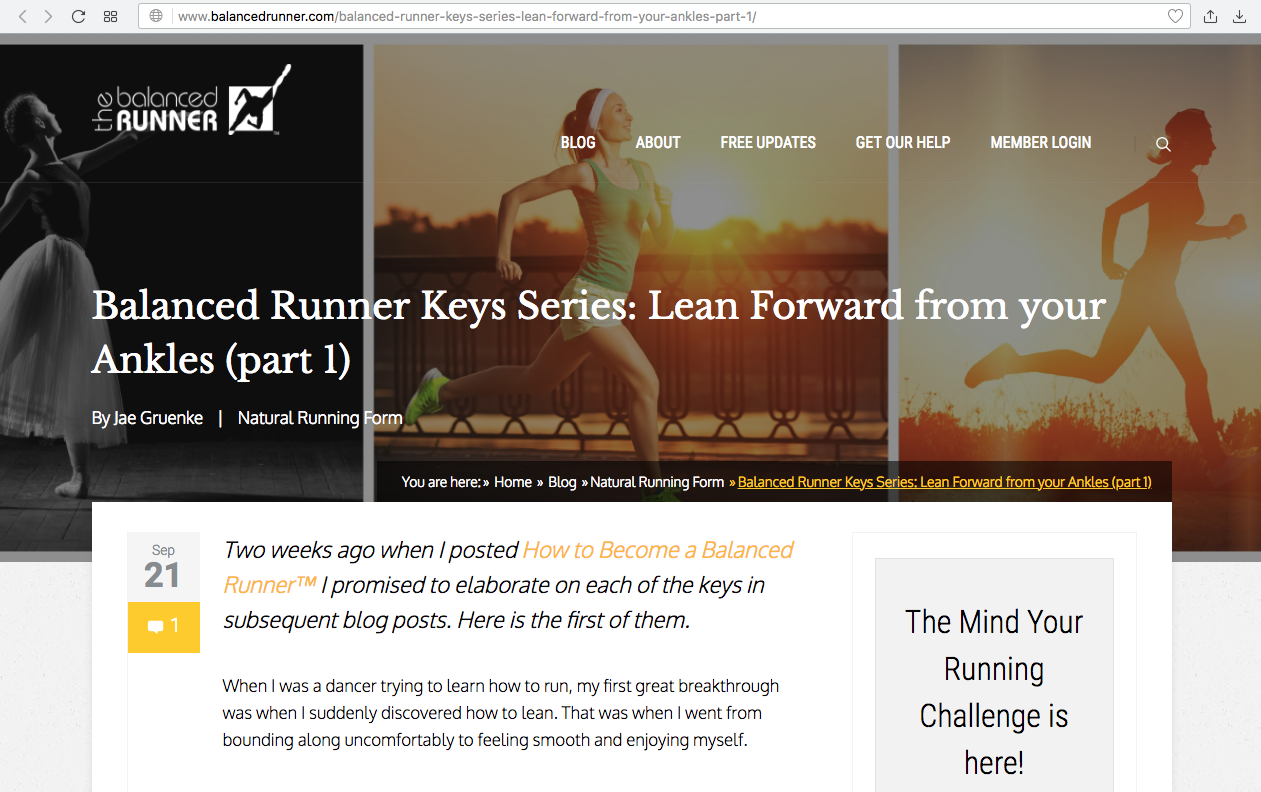 www.balancedrunner.com/balanced-runner-keys-series-lean-forward-from-your-ankles-part-1/
the balanced
RUNNER ™
BLOG ABOUT FREE UPDATES GET OUR HELP MEMBER LOGIN
Balanced Runner Keys Series: Lean Forward from your
Ankles (part 1)
By Jae Gruenke | Natural Running Form
You are here: » Home » Blog » Natural Running Form » Balanced Runner Keys Series: Lean Forward from your Ankles (part 1)
Sep
21
1
Two weeks ago when I posted How to Become a Balanced
Runner™ I promised to elaborate on each of the keys in
subsequent blog posts. Here is the first of them.
When I was a dancer trying to learn how to run, my first great breakthrough
was when I suddenly discovered how to lean. That was when I went from
bounding along uncomfortably to feeling smooth and enjoying myself.
The Mind Your
Running
Challenge is
here!